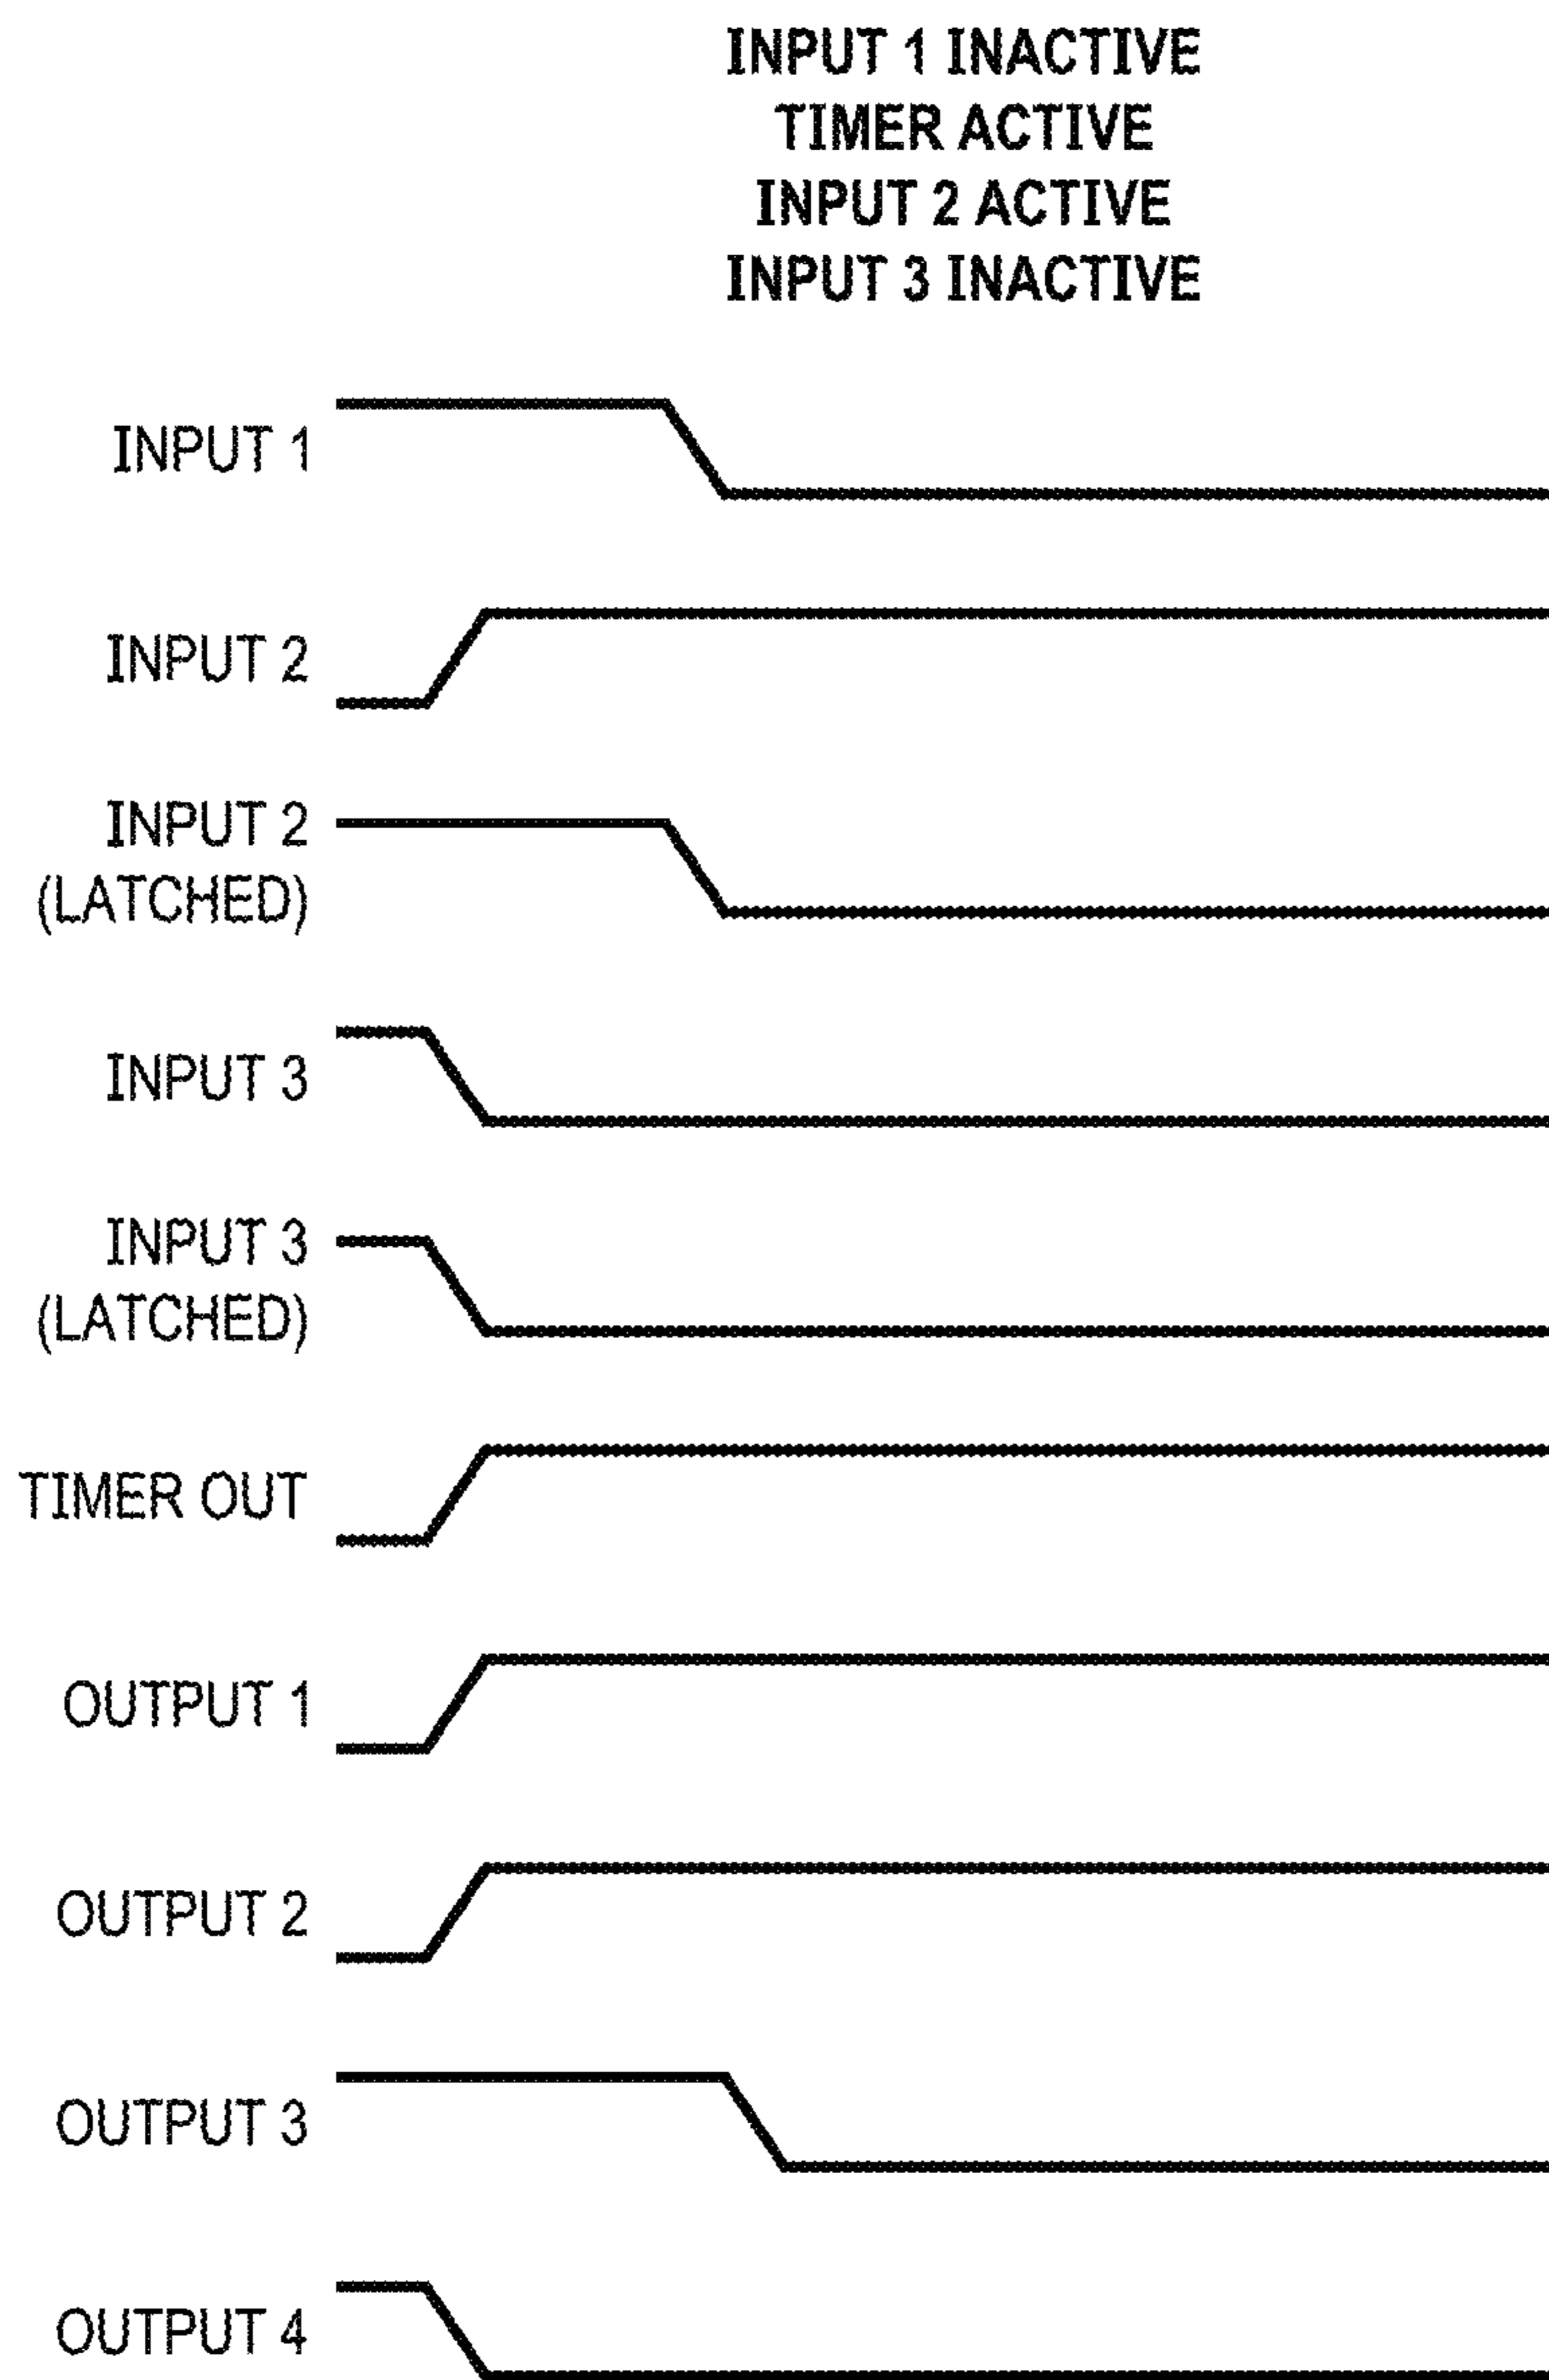 INPUT 1 INACTIVE
TIMER ACTIVE
INPUT 2 ACTIVE
INPUT 3 INACTIVE
INPUT 1
INPUT 2
INPUT 2
(LATCHED)
INPUT 3
INPUT 3
(LATCHED)
TIMER OUT
OUTPUT 1
OUTPUT 2
OUTPUT 3
OUTPUT 4